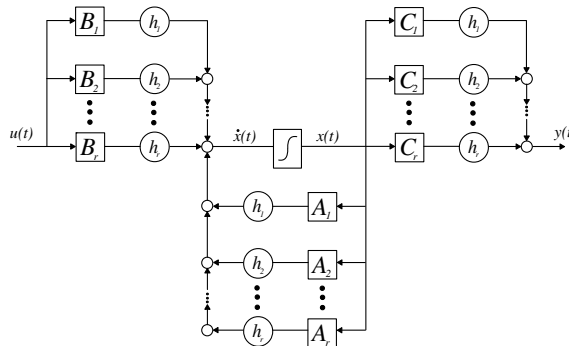 B₁ h₁ C₁ h₁
B₂ h₂ C₂ h₂
u(t) ẋ(t) x(t) y(t
Bᵣ hᵣ Cᵣ hᵣ
h₁ A₁
h₂ A₂
hᵣ Aᵣ